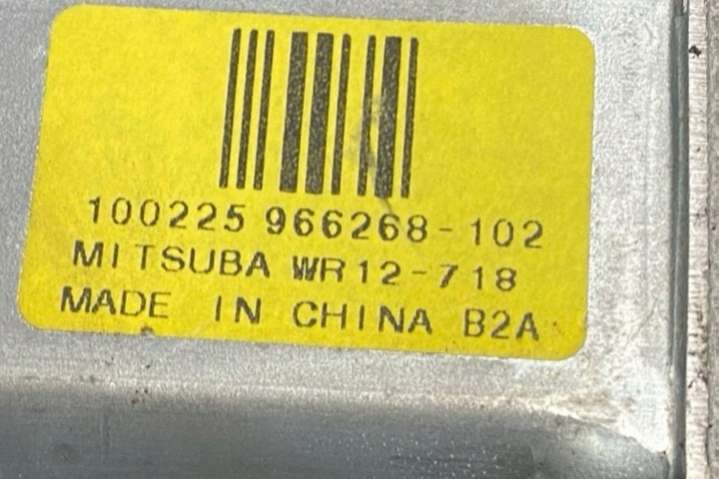 100225 966268-102
MITSUBA WR12-718
MADE IN CHINA B2A